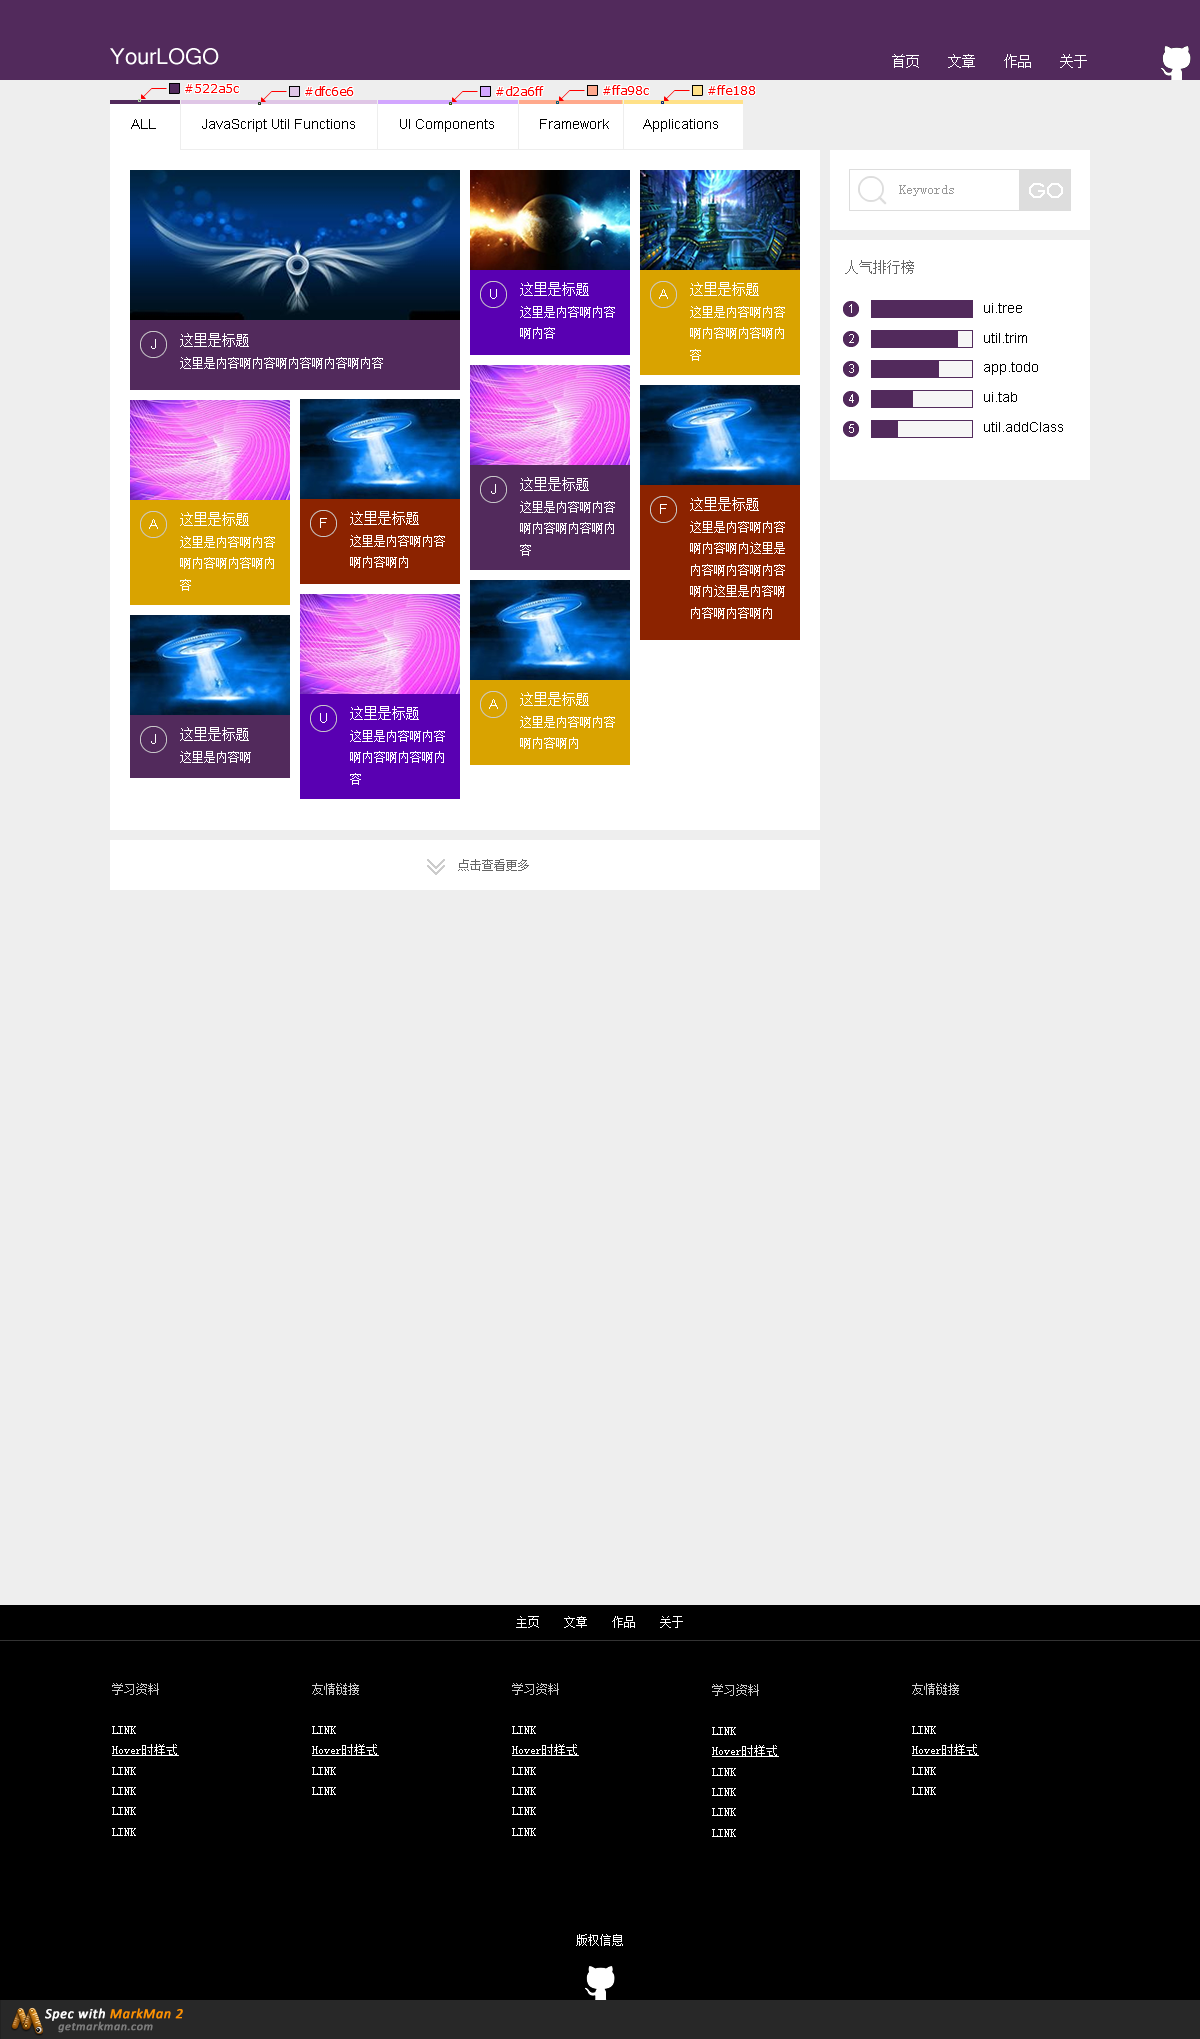 YourLOGO
首页 文章 作品 关于
#522a5c #dfc6e6 #d2a6ff #ffa98c #ffe188
ALL JavaScript Util Functions UI Components Framework Applications
Keywords GO
人气排行榜
1 ui.tree
2 util.trim
3 app.todo
4 ui.tab
5 util.addClass
J 这里是标题
这里是内容啊内容啊内容啊内容啊内容
U 这里是标题
这里是内容啊内容
啊内容
A 这里是标题
这里是内容啊内容
啊内容啊内容啊内
容
A 这里是标题
这里是内容啊内容
啊内容啊内容啊内
容
F 这里是标题
这里是内容啊内容
啊内容啊内
J 这里是标题
这里是内容啊内容
啊内容啊内容啊内
容
F 这里是标题
这里是内容啊内容
啊内容啊内这里是
内容啊内容啊内容
啊内这里是内容啊
内容啊内容啊内
J 这里是标题
这里是内容啊
U 这里是标题
这里是内容啊内容
啊内容啊内容啊内
容
A 这里是标题
这里是内容啊内容
啊内容啊内
点击查看更多
主页 文章 作品 关于
学习资料
LINK
Hover时样式
LINK
LINK
LINK
LINK
友情链接
LINK
Hover时样式
LINK
LINK
学习资料
LINK
Hover时样式
LINK
LINK
LINK
LINK
学习资料
LINK
Hover时样式
LINK
LINK
LINK
LINK
友情链接
LINK
Hover时样式
LINK
LINK
版权信息
Spec with MarkMan 2
getmarkman.com